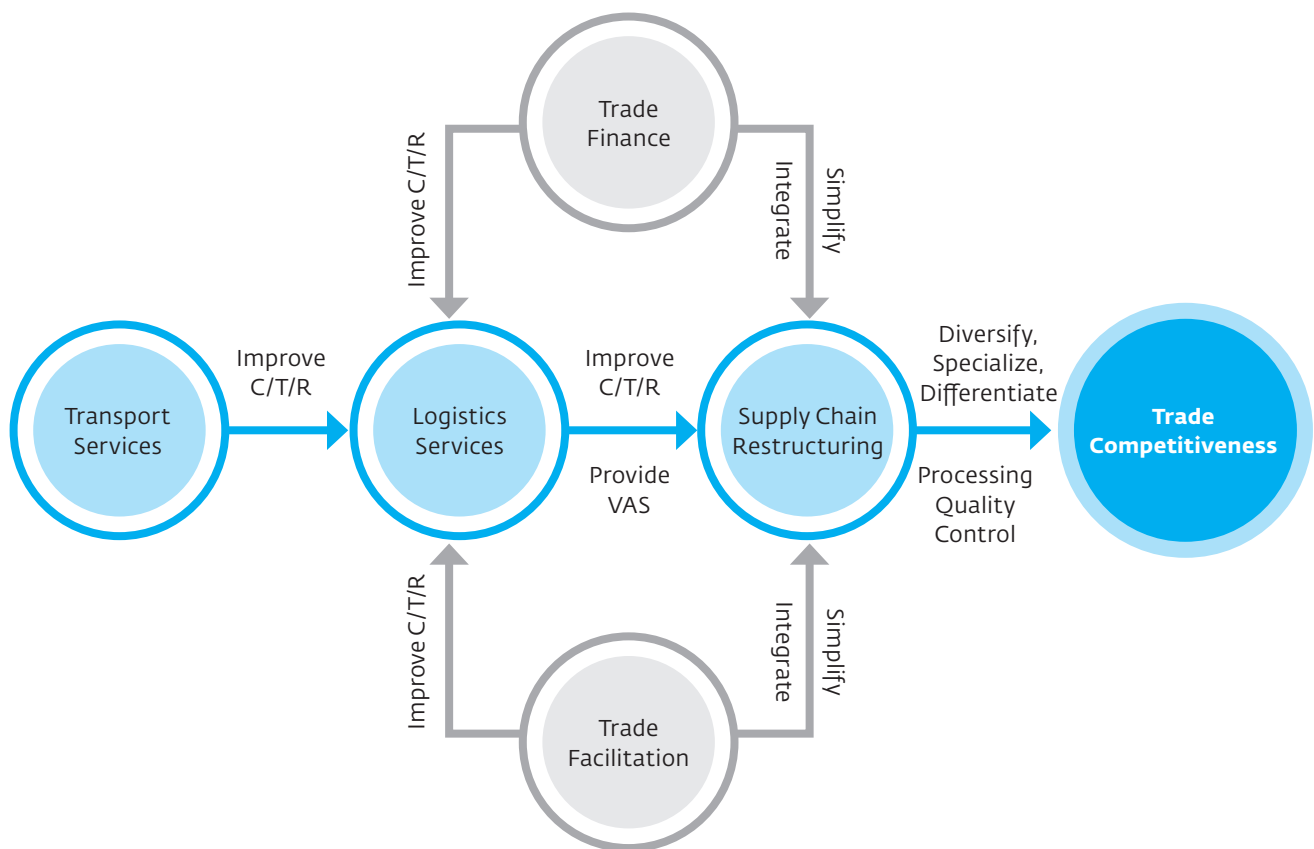 Trade
Finance
Improve C/T/R
Integrate
Simplify
Transport
Services
Improve
C/T/R
Logistics
Services
Improve
C/T/R
Provide
VAS
Supply Chain
Restructuring
Diversify,
Specialize,
Differentiate
Processing
Quality
Control
Trade
Competitiveness
Improve C/T/R
Integrate
Simplify
Trade
Facilitation